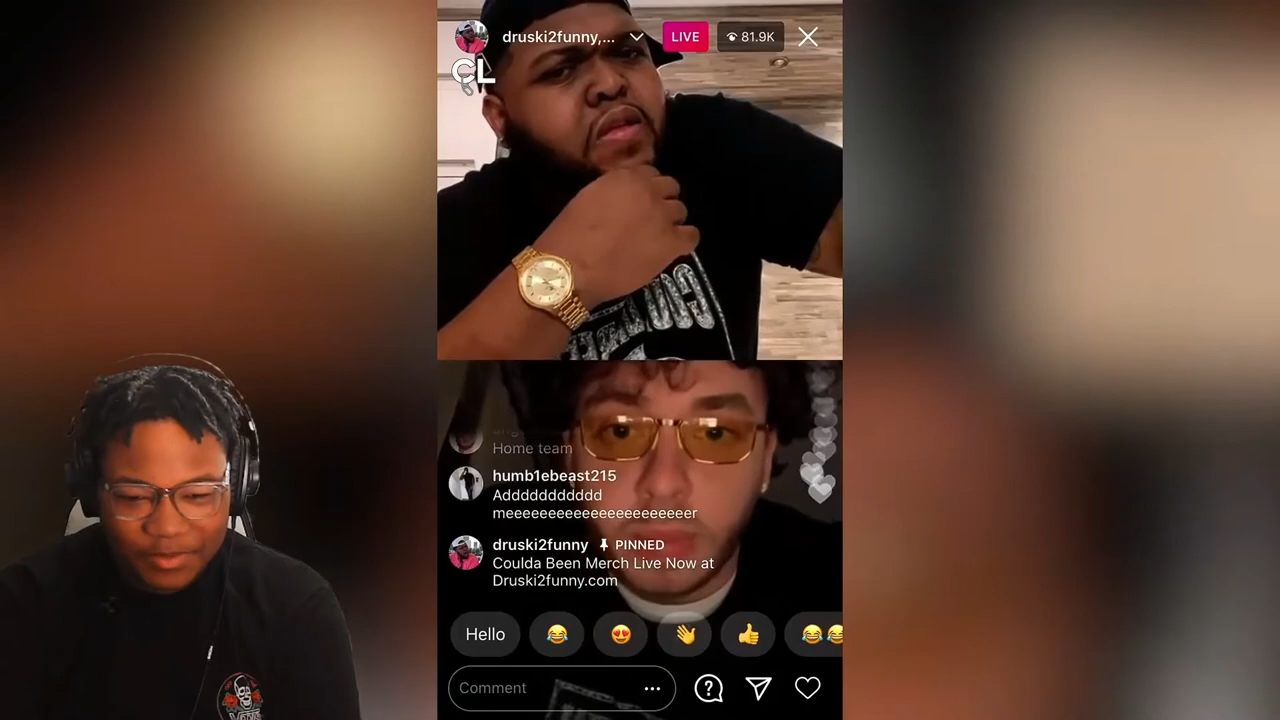 druski2funny,...
LIVE
81.9K
CL
Home team
humb1ebeast215
Adddddddddd
meeeeeeeeeeeeeeeeeeeeeer
druski2funny PINNED
Coulda Been Merch Live Now at
Druski2funny.com
Hello
Comment